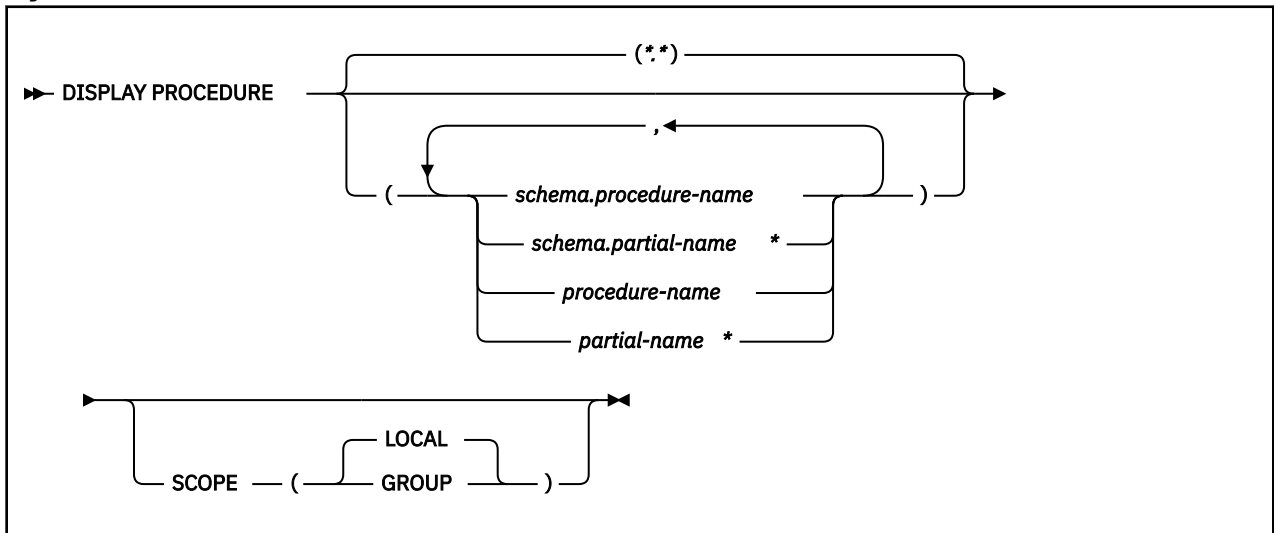 (*.*)
DISPLAY PROCEDURE
,
( schema.procedure-name )
schema.partial-name *
procedure-name
partial-name *
LOCAL
SCOPE ( GROUP )